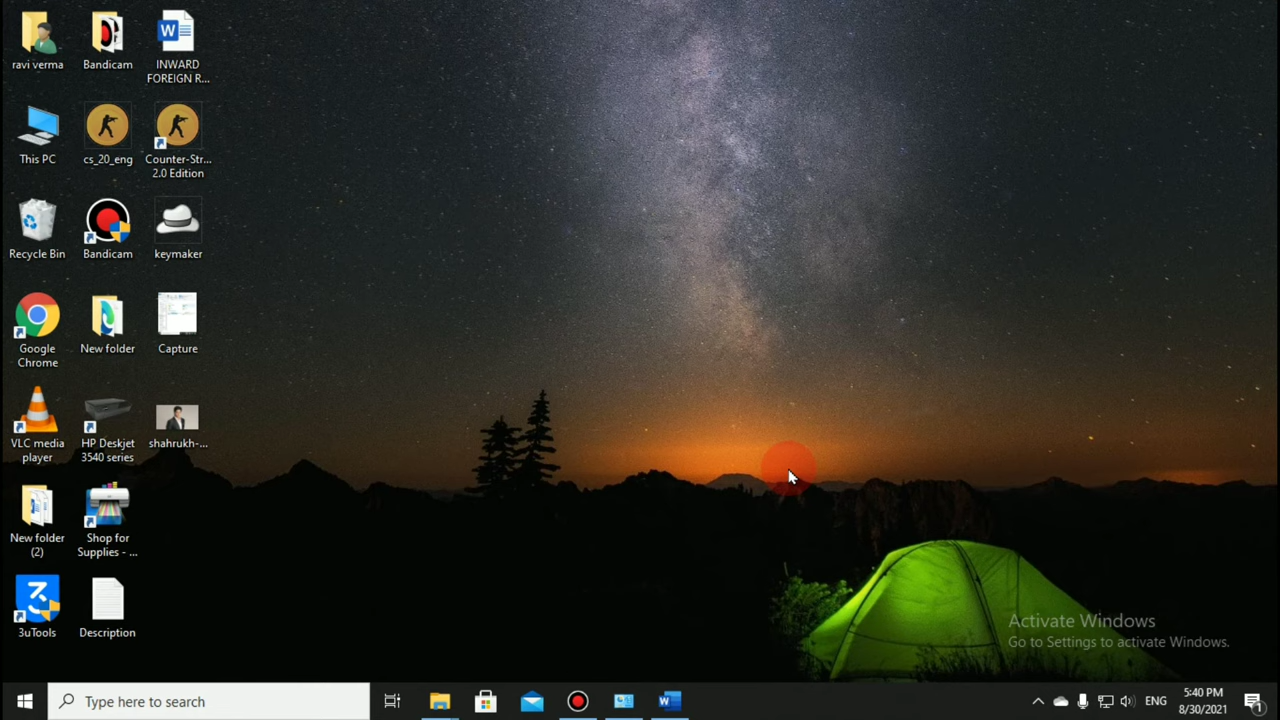 ravi verma
Bandicam
INWARD
FOREIGN R...
This PC
cs_20_eng
Counter-Str...
2.0 Edition
Recycle Bin
Bandicam
keymaker
Google
Chrome
New folder
Capture
VLC media
player
HP Deskjet
3540 series
shahrukh-...
New folder
(2)
Shop for
Supplies - ...
3uTools
Description
Activate Windows
Go to Settings to activate Windows.
Type here to search
ENG
5:40 PM
8/30/2021
1